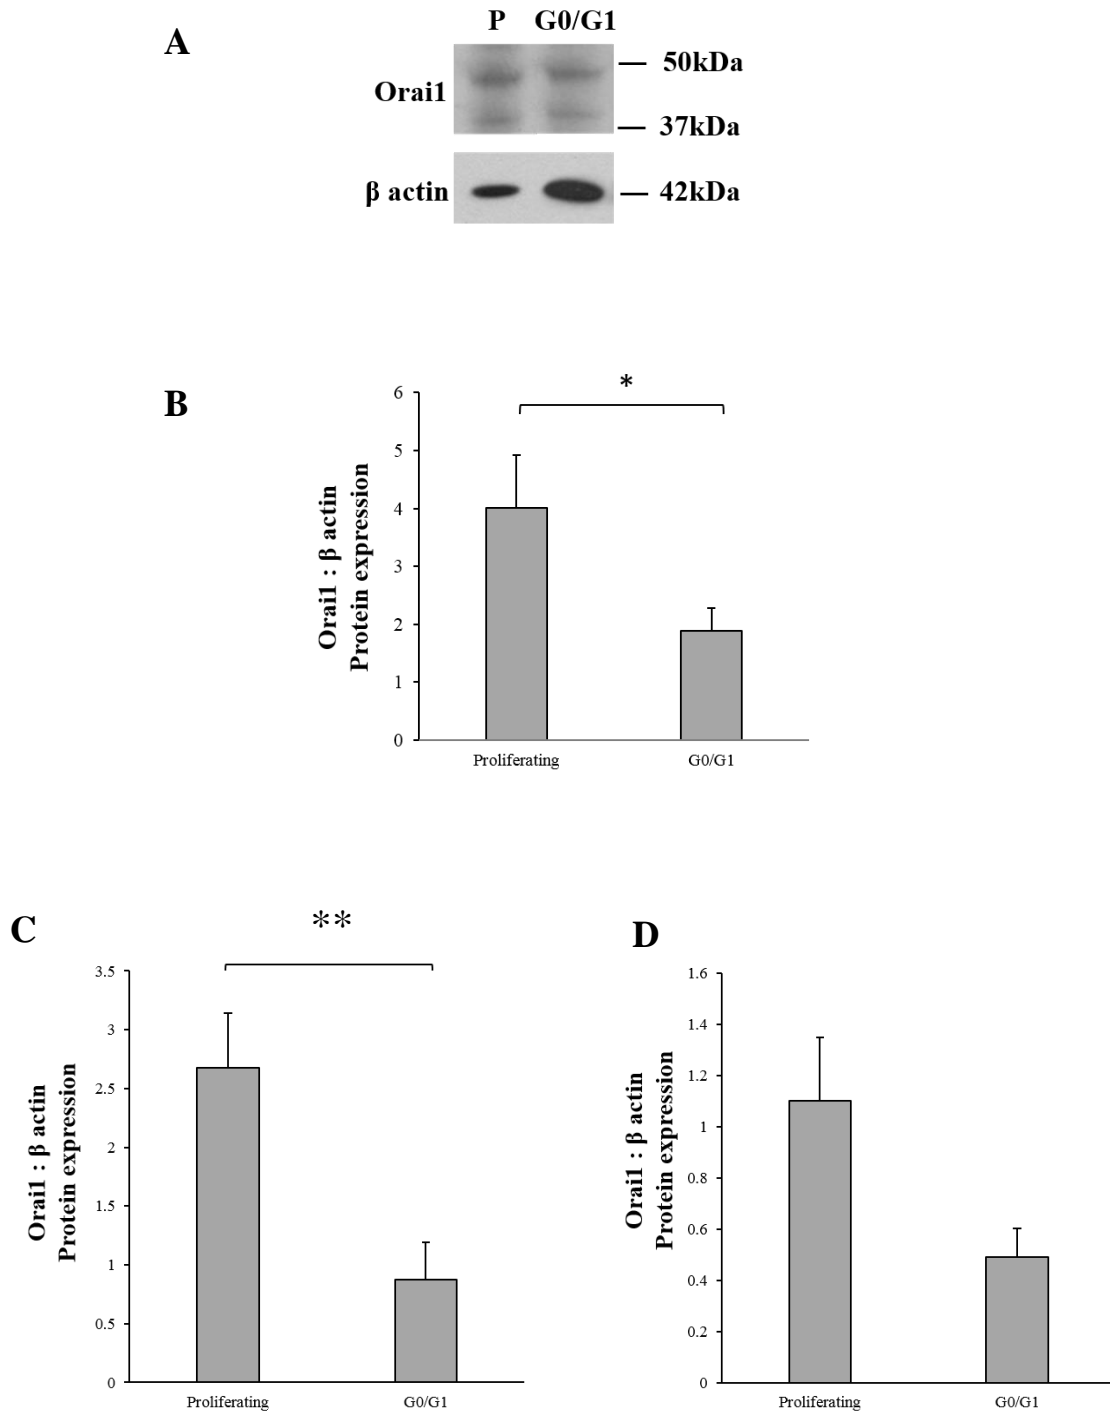 A
P G0/G1
Orai1
50kDa
37kDa
β actin
42kDa
B
*
Orai1 : β actin
Protein expression
6
5
4
3
2
1
0
Proliferating G0/G1
C
**
Orai1 : β actin
Protein expression
3.5
3
2.5
2
1.5
1
0.5
0
Proliferating G0/G1
D
Orai1 : β actin
Protein expression
1.6
1.4
1.2
1
0.8
0.6
0.4
0.2
0
Proliferating G0/G1